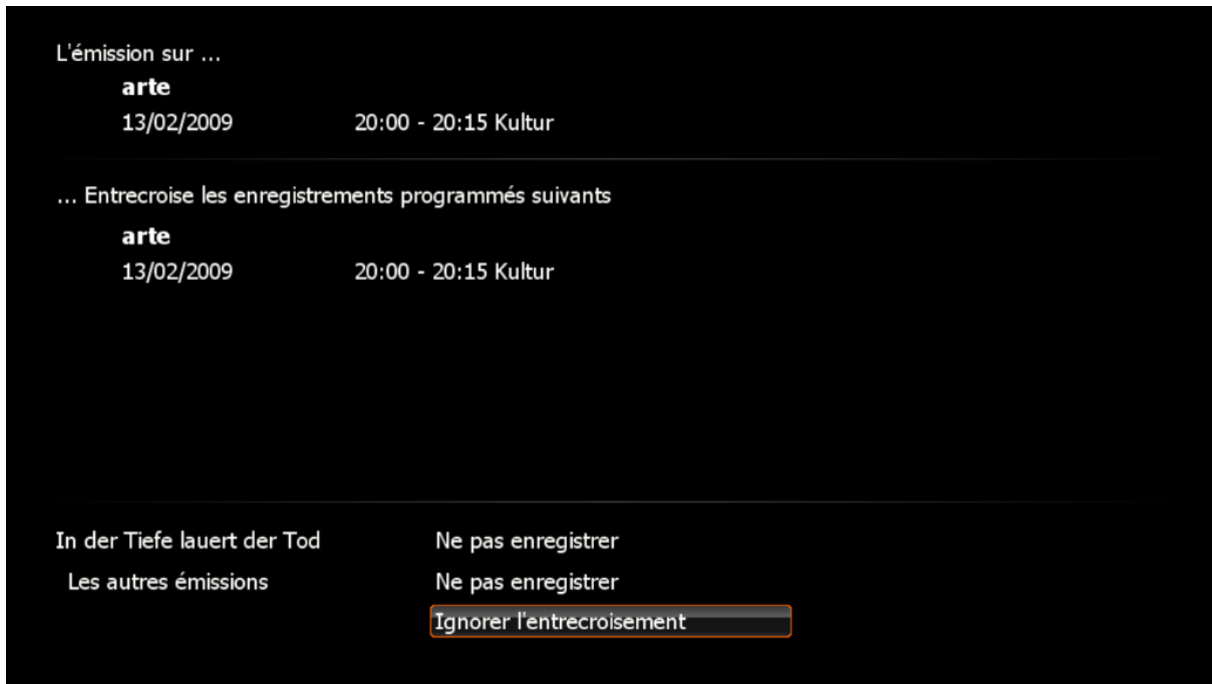 L'émission sur ...
arte
13/02/2009 20:00 - 20:15 Kultur
... Entrecroise les enregistrements programmés suivants
arte
13/02/2009 20:00 - 20:15 Kultur
In der Tiefe lauert der Tod Ne pas enregistrer
Les autres émissions Ne pas enregistrer
Ignorer l'entrecroisement